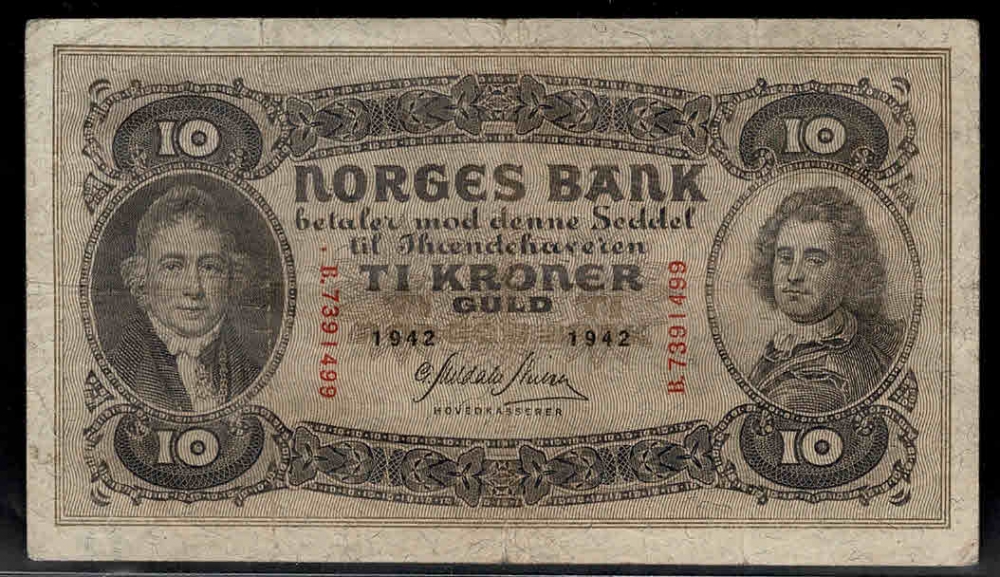 10 10
NORGES BANK
betaler mod denne Seddel
til Ihændehaveren
TI KRONER
GULD
1942 1942
B.7391499 B.7391499
HOVEDKASSERER
10 10